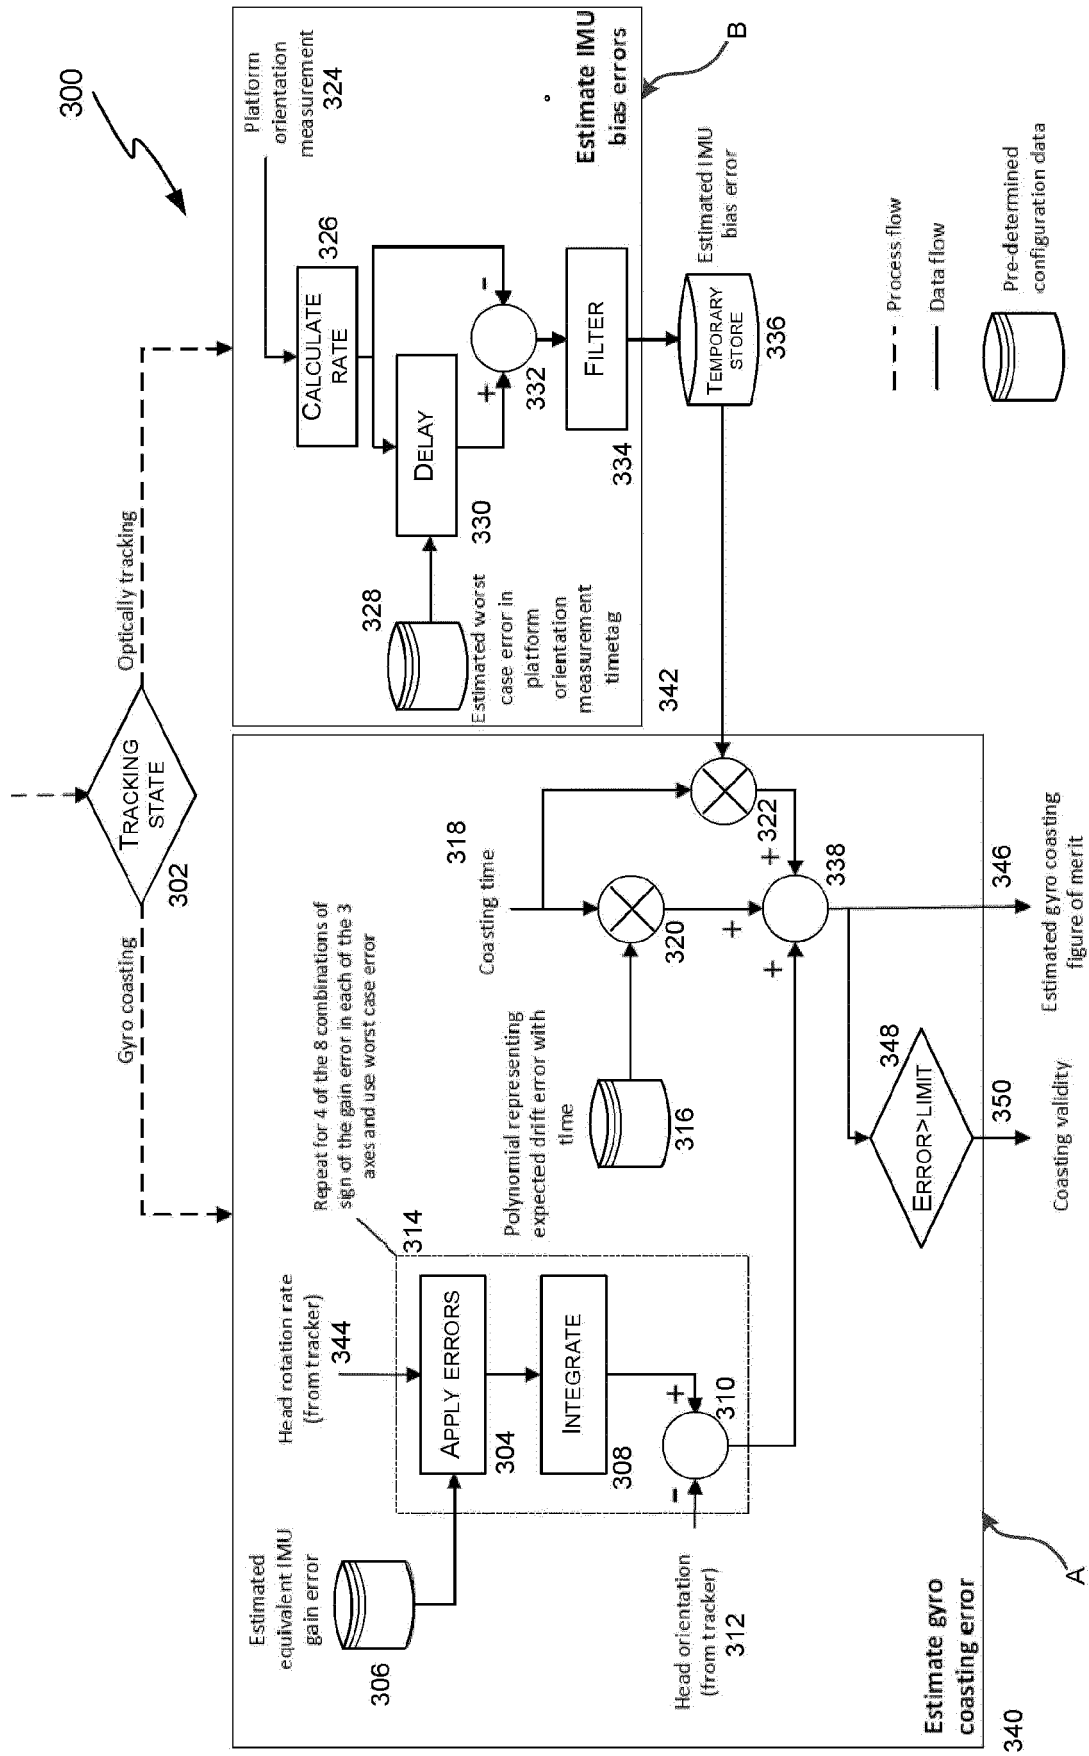 300
TRACKING
STATE
302
Gyro coasting
Optically tracking
Estimated
equivalent IMU
gain error
306
Head rotation rate
(from tracker)
344
Repeat for 4 of the 8 combinations of
sign of the gain error in each of the 3
axes and use worst case error
314
APPLY ERRORS
304
INTEGRATE
308
+
-
310
Head orientation
(from tracker)
312
Polynomial representing
expected drift error with
time
316
Coasting time
318
320
322
+
+
+
338
ERROR>LIMIT
348
350
Coasting validity
346
Estimated gyro coasting
figure of merit
Estimate gyro
coasting error
340
A
Platform
orientation
measurement
324
CALCULATE
RATE
326
328
Estimated worst
case error in
platform
orientation
measurement
timetag
DELAY
330
+
-
332
FILTER
334
Estimate IMU
bias errors
342
B
TEMPORARY
STORE
336
Estimated IMU
bias error
Process flow
Data flow
Pre-determined
configuration data